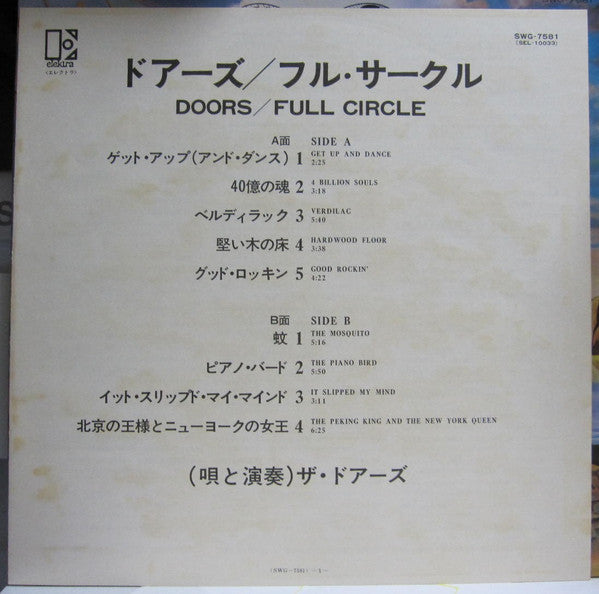 elektra
〈エレクトラ〉
SWG-7581
(SEL-10033)
ドアーズ/フル・サークル
DOORS/FULL CIRCLE
A面 SIDE A
ゲット・アップ(アンド・ダンス) 1 GET UP AND DANCE
2:25
40億の魂 2 4 BILLION SOULS
3:18
ベルディラック 3 VERDILAC
5:40
堅い木の床 4 HARDWOOD FLOOR
3:38
グッド・ロッキン 5 GOOD ROCKIN'
4:22
B面 SIDE B
蚊 1 THE MOSQUITO
5:16
ピアノ・バード 2 THE PIANO BIRD
5:50
イット・スリップド・マイ・マインド 3 IT SLIPPED MY MIND
3:11
北京の王様とニューヨークの女王 4 THE PEKING KING AND THE NEW YORK QUEEN
6:25
(唄と演奏)ザ・ドアーズ
(SWG-7581) -1-